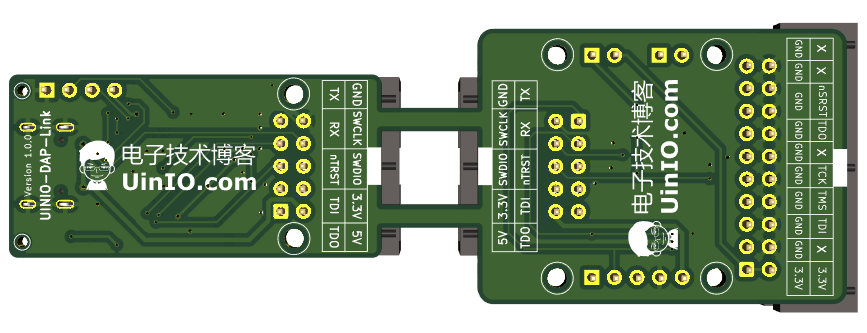 Version 1.0.0
UINIO-DAP-Link
电子技术博客
UinIO.com
GND SWCLK SWDIO 3.3V 5V
TX RX nTRST TDI TDO
5V 3.3V SWDIO SWCLK GND
TDO TDI nTRST RX TX
电子技术博客
UinIO.com
X X nSRST TDO X TCK TMS TDI X 3.3V
GND GND GND GND GND GND GND GND GND 3.3V